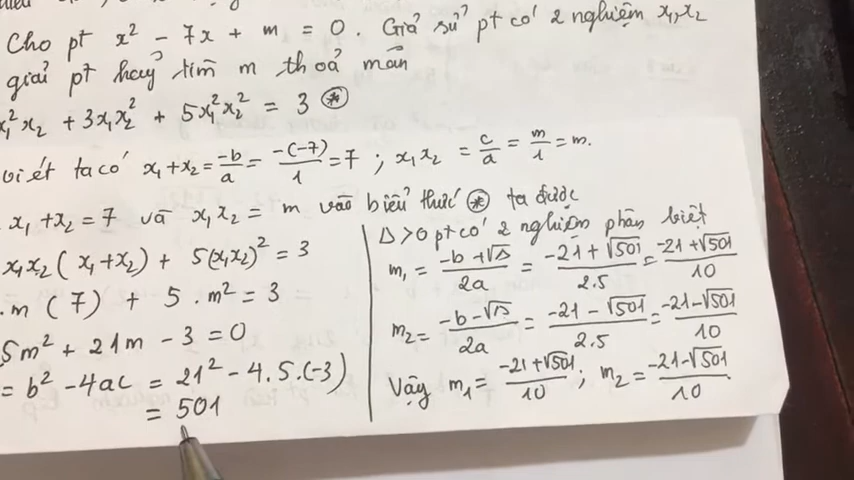 Cho pt x² - 7x + m = 0. Giả sử pt có 2 nghiệm x₁, x₂
giải pt hãy tìm m thoả mãn
x₁²x₂ + 3x₁x₂² + 5x₁²x₂² = 3 ⊛
viét ta có x₁+x₂ = -b/a = -(-7)/1 = 7 ; x₁x₂ = c/a = m/1 = m.
x₁+x₂ = 7 và x₁x₂ = m vào biểu thức ⊛ ta được
x₁x₂(x₁+x₂) + 5(x₁x₂)² = 3
.m(7) + 5.m² = 3
5m² + 21m - 3 = 0
= b² - 4ac = 21² - 4.5.(-3)
= 501
Δ>0 pt có 2 nghiệm phân biệt
m₁ = (-b+√Δ)/2a = (-21+√501)/2.5 = (-21+√501)/10
m₂ = (-b-√Δ)/2a = (-21-√501)/2.5 = (-21-√501)/10
Vậy m₁ = (-21+√501)/10 ; m₂ = (-21-√501)/10